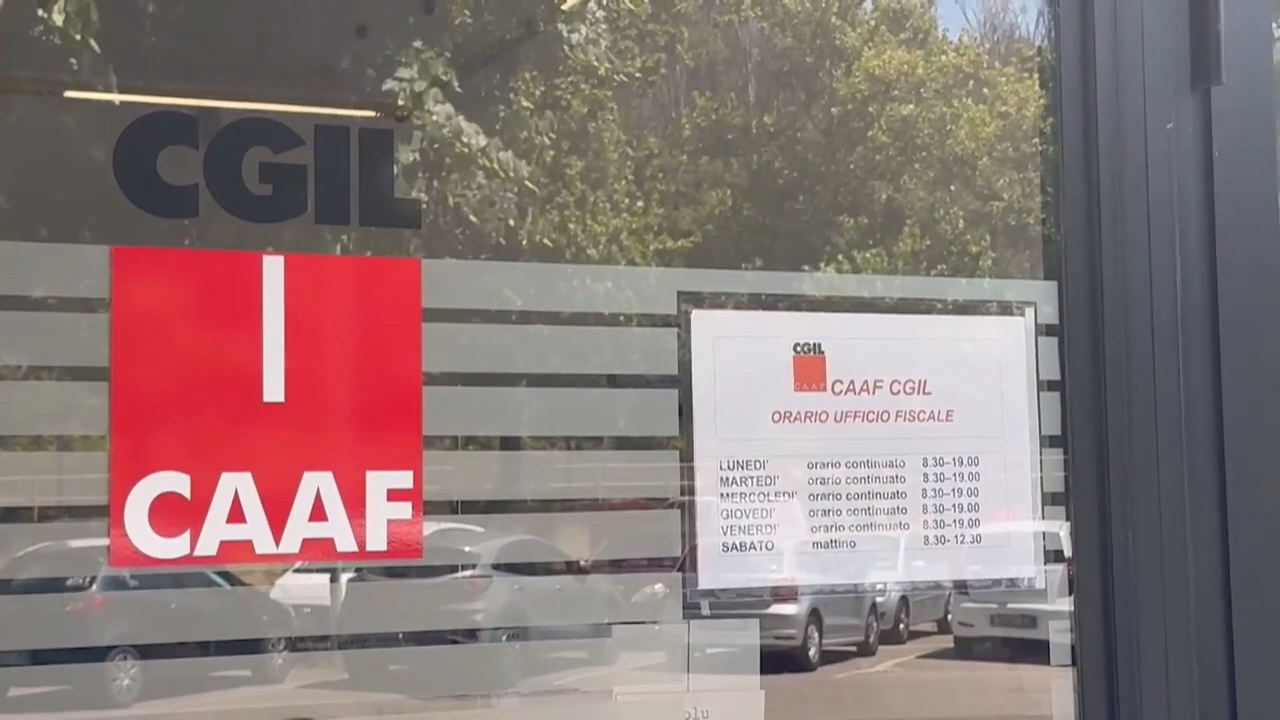 CGIL
CAAF
CGIL
CAAF
CAAF CGIL
ORARIO UFFICIO FISCALE
LUNEDI' orario continuato 8.30–19.00
MARTEDI' orario continuato 8.30–19.00
MERCOLEDI' orario continuato 8.30–19.00
GIOVEDI' orario continuato 8.30–19.00
VENERDI' orario continuato 8.30–19.00
SABATO mattino 8.30- 12.30